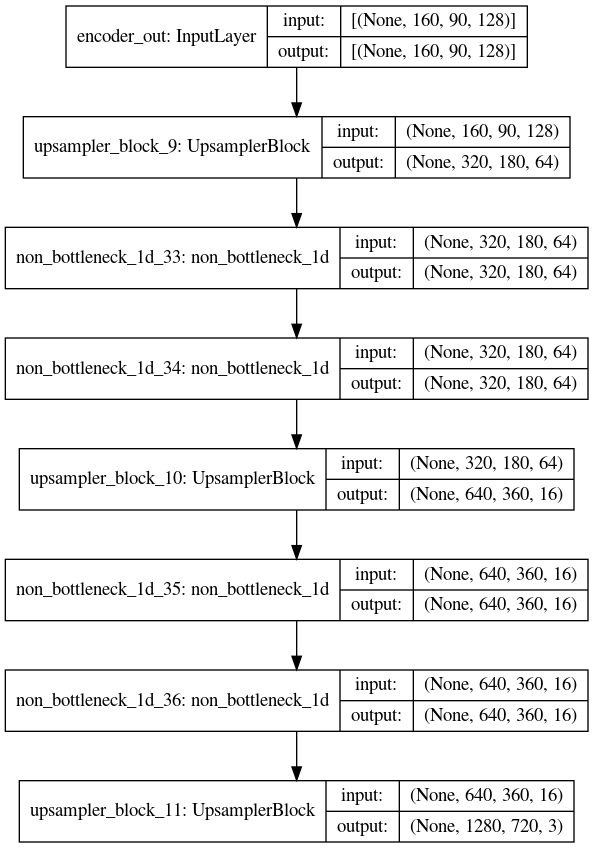 encoder_out: InputLayer
input: [(None, 160, 90, 128)]
output: [(None, 160, 90, 128)]
upsampler_block_9: UpsamplerBlock
input: (None, 160, 90, 128)
output: (None, 320, 180, 64)
non_bottleneck_1d_33: non_bottleneck_1d
input: (None, 320, 180, 64)
output: (None, 320, 180, 64)
non_bottleneck_1d_34: non_bottleneck_1d
input: (None, 320, 180, 64)
output: (None, 320, 180, 64)
upsampler_block_10: UpsamplerBlock
input: (None, 320, 180, 64)
output: (None, 640, 360, 16)
non_bottleneck_1d_35: non_bottleneck_1d
input: (None, 640, 360, 16)
output: (None, 640, 360, 16)
non_bottleneck_1d_36: non_bottleneck_1d
input: (None, 640, 360, 16)
output: (None, 640, 360, 16)
upsampler_block_11: UpsamplerBlock
input: (None, 640, 360, 16)
output: (None, 1280, 720, 3)